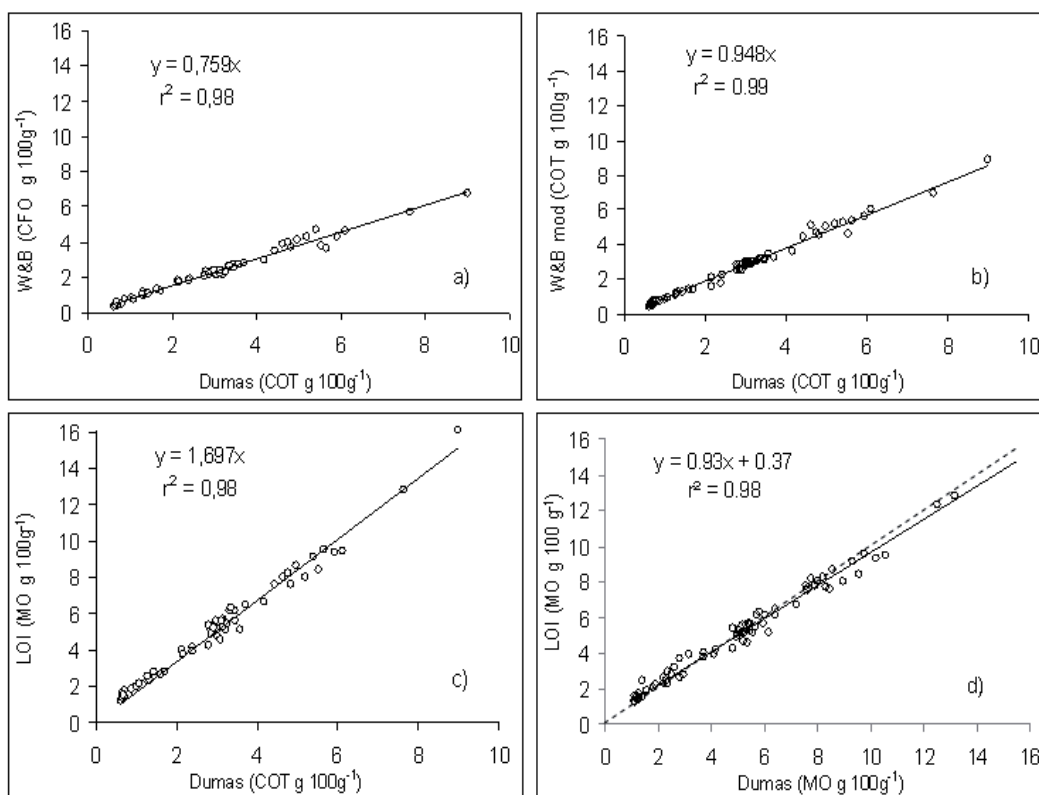 16
14
12
10
8
6
4
2
0
W&B (CFO g 100g-1)
y = 0,759x
r2 = 0,98
a)
0 2 4 6 8 10
Dumas (COT g 100g-1)
16
14
12
10
8
6
4
2
0
W&B mod (COT g 100g-1)
y = 0.948x
r2 = 0.99
b)
0 2 4 6 8 10
Dumas (COT g 100g-1)
16
14
12
10
8
6
4
2
0
LOI (MO g 100g-1)
y = 1,697x
r2 = 0,98
c)
0 2 4 6 8 10
Dumas (COT g 100g-1)
16
14
12
10
8
6
4
2
0
LOI (MO g 100 g-1)
y = 0.93x + 0.37
r² = 0.98
d)
0 2 4 6 8 10 12 14 16
Dumas (MO g 100g-1)